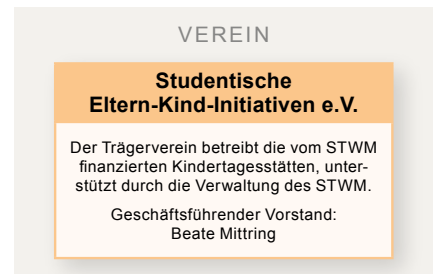 VEREIN
Studentische
Eltern-Kind-Initiativen e.V.
Der Trägerverein betreibt die vom STWM
finanzierten Kindertagesstätten, unter-
stützt durch die Verwaltung des STWM.
Geschäftsführender Vorstand:
Beate Mittring